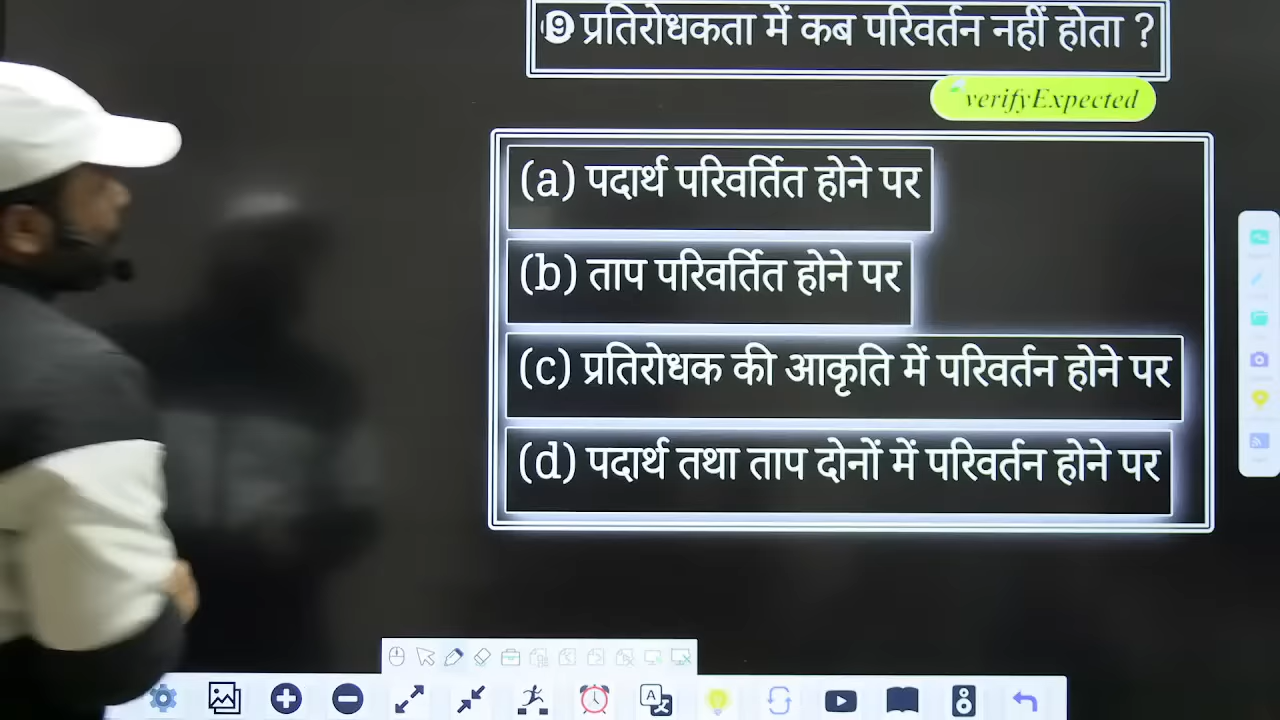 19 प्रतिरोधकता में कब परिवर्तन नहीं होता ?
verifyExpected
(a) पदार्थ परिवर्तित होने पर
(b) ताप परिवर्तित होने पर
(c) प्रतिरोधक की आकृति में परिवर्तन होने पर
(d) पदार्थ तथा ताप दोनों में परिवर्तन होने पर